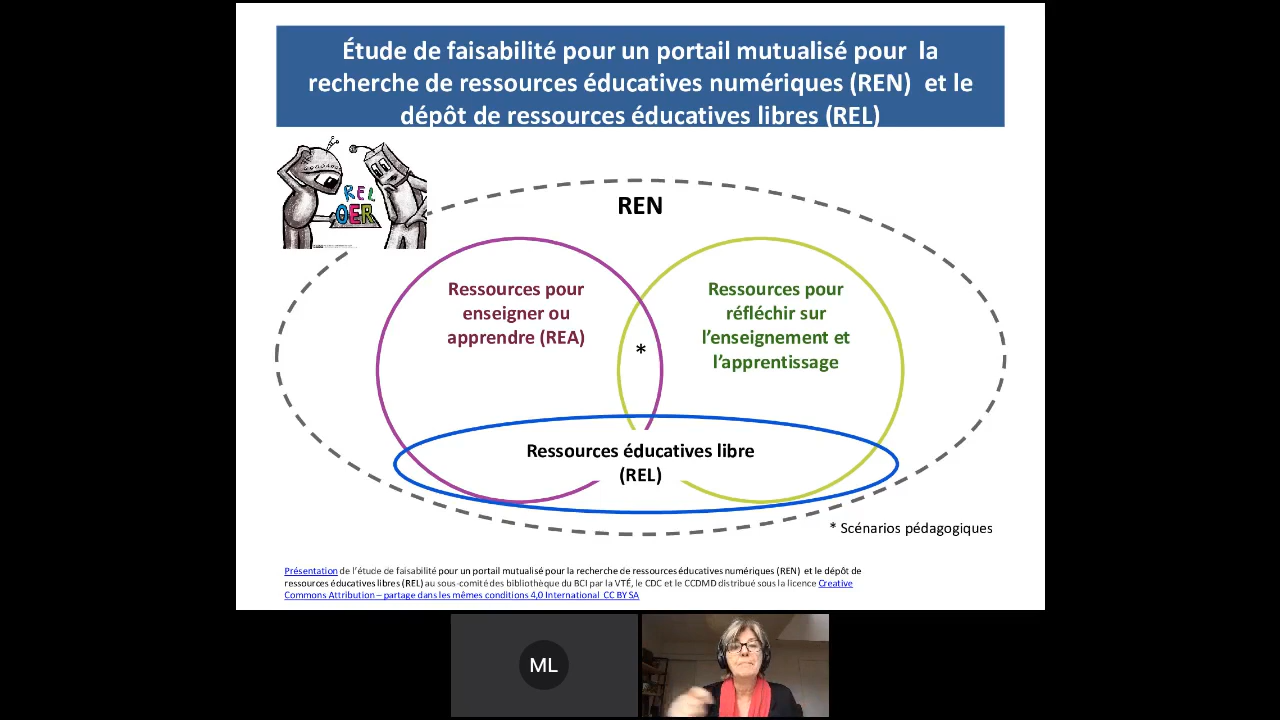 Étude de faisabilité pour un portail mutualisé pour la
recherche de ressources éducatives numériques (REN) et le
dépôt de ressources éducatives libres (REL)
REL
OER
REN
Ressources pour
enseigner ou
apprendre (REA)
Ressources pour
réfléchir sur
l'enseignement et
l'apprentissage
*
Ressources éducatives libre
(REL)
* Scénarios pédagogiques
Présentation de l'étude de faisabilité pour un portail mutualisé pour la recherche de ressources éducatives numériques (REN) et le dépôt de
ressources éducatives libres (REL) au sous-comité des bibliothèque du BCI par la VTÉ, le CDC et le CCDMD distribué sous la licence Creative
Commons Attribution – partage dans les mêmes conditions 4,0 International CC BY SA
ML